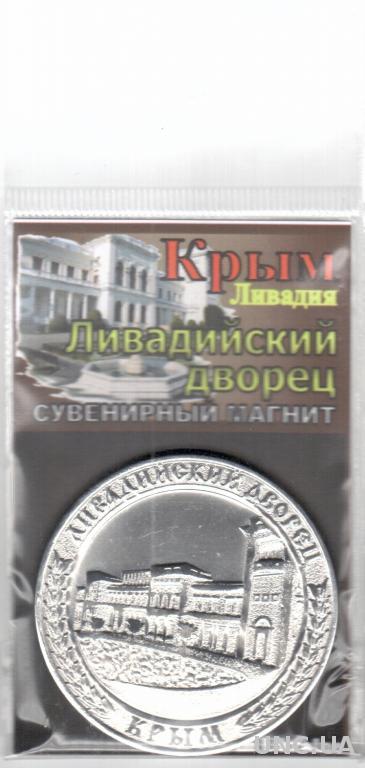 Крым
Ливадия
Ливадийский
дворец
СУВЕНИРНЫЙ МАГНИТ
ЛИВАДИЙСКИЙ ДВОРЕЦ
КРЫМ
UNC.UA